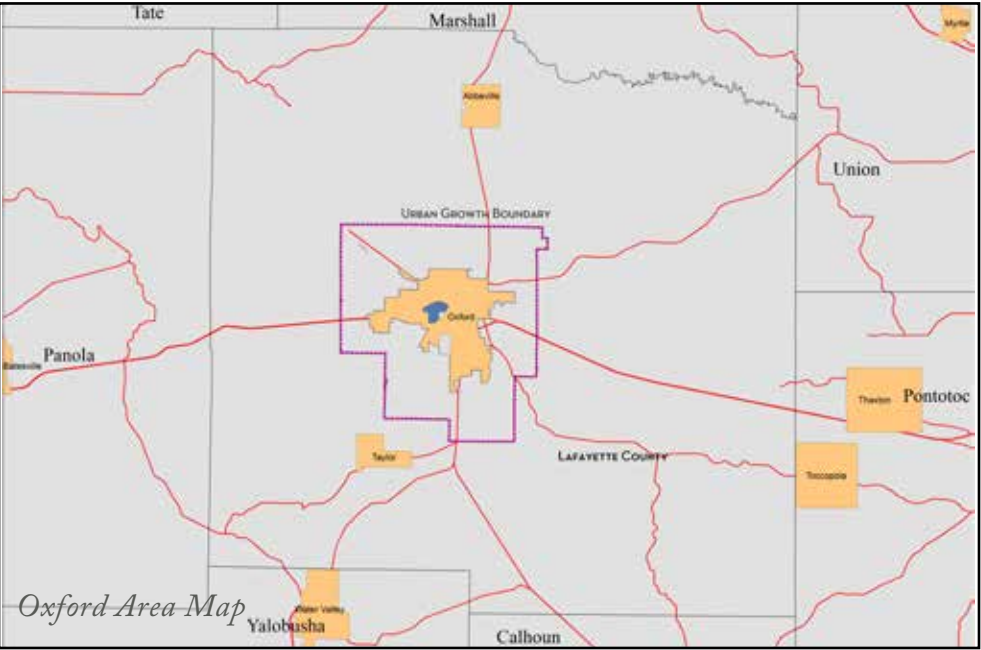 Tate
Marshall
Myrtle
Abbeville
Union
Urban Growth Boundary
Oxford
Panola
Batesville
Thaxton
Pontotoc
Taylor
Lafayette County
Toccopola
Oxford Area Map
Water Valley
Yalobusha
Calhoun